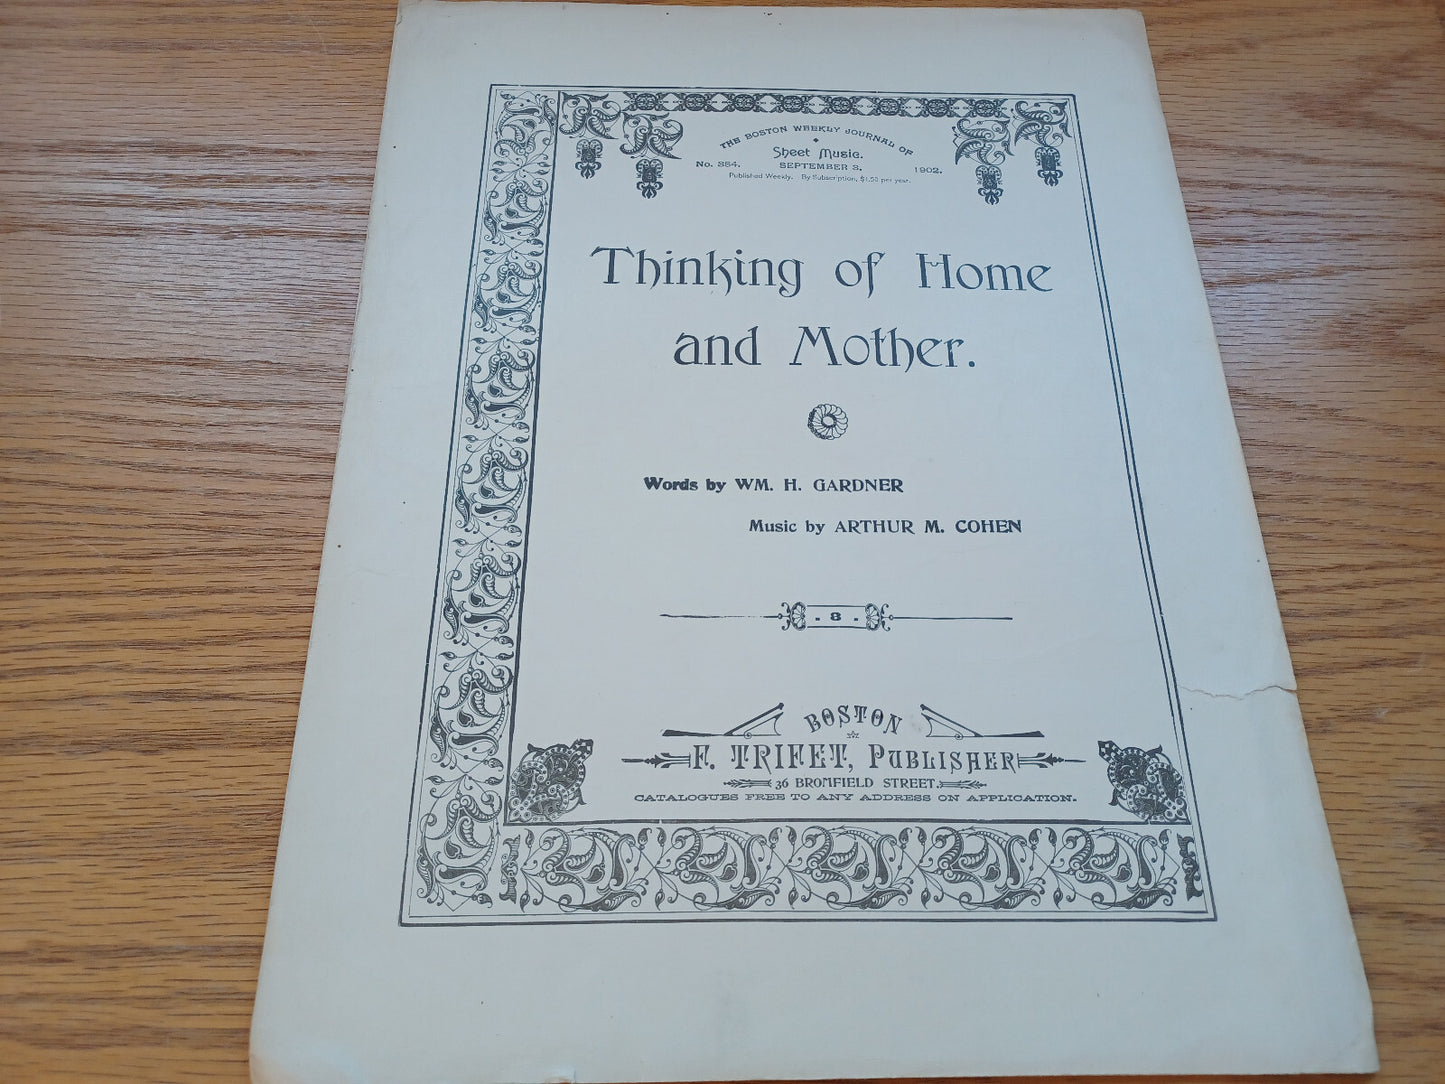 THE BOSTON WEEKLY JOURNAL OF
Sheet Music.
No. 384. SEPTEMBER 3, 1902.
Published Weekly. By Subscription, $1.50 per year.
Thinking of Home
and Mother.
Words by WM. H. GARDNER
Music by ARTHUR M. COHEN
. 8 .
BOSTON
F. TRIFET, PUBLISHER
36 BROMFIELD STREET.
CATALOGUES FREE TO ANY ADDRESS ON APPLICATION.